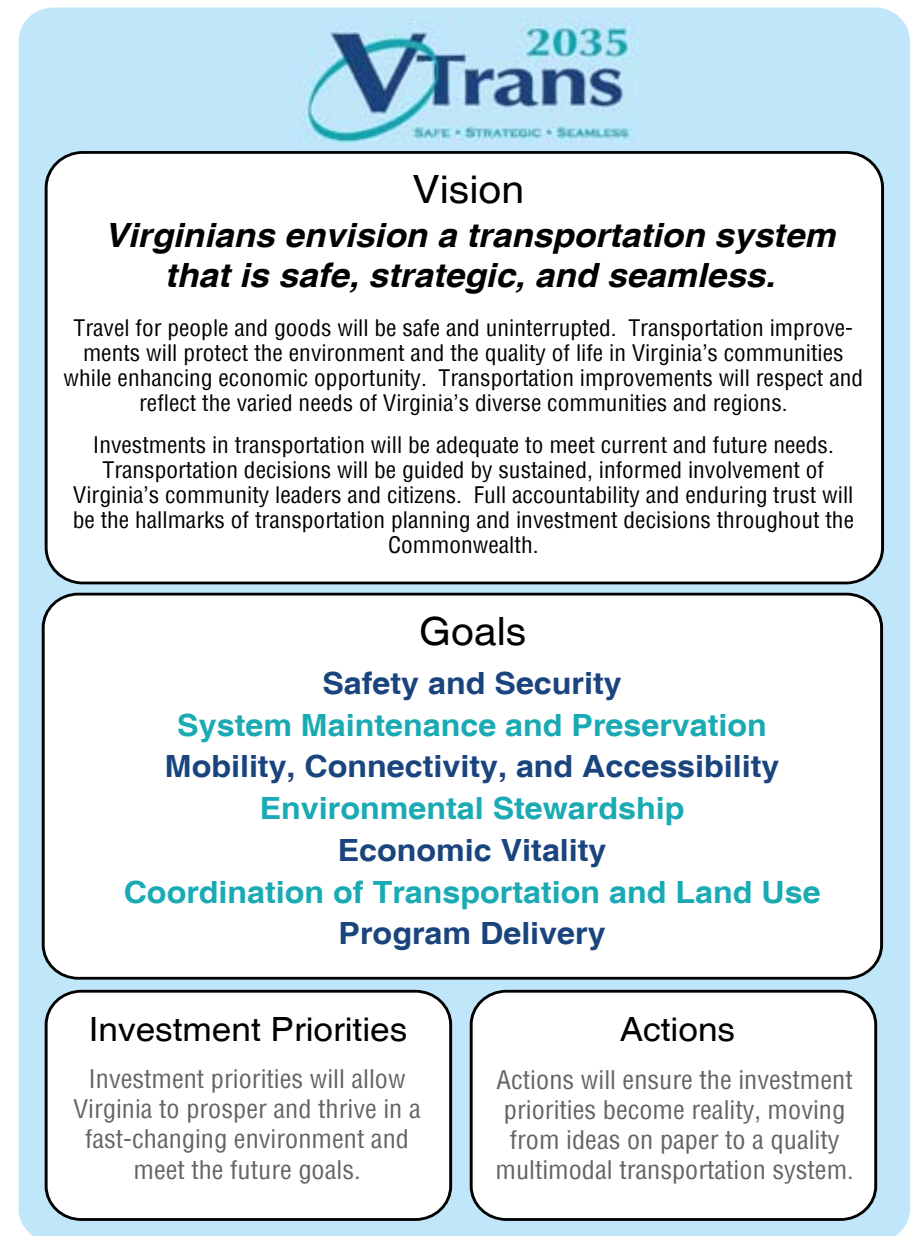 2035
VTrans
SAFE • STRATEGIC • SEAMLESS
Vision
Virginians envision a transportation system
that is safe, strategic, and seamless.
Travel for people and goods will be safe and uninterrupted.  Transportation improve-
ments will protect the environment and the quality of life in Virginia's communities
while enhancing economic opportunity.  Transportation improvements will respect and
reflect the varied needs of Virginia's diverse communities and regions.
Investments in transportation will be adequate to meet current and future needs.
Transportation decisions will be guided by sustained, informed involvement of
Virginia's community leaders and citizens.  Full accountability and enduring trust will
be the hallmarks of transportation planning and investment decisions throughout the
Commonwealth.
Goals
Safety and Security
System Maintenance and Preservation
Mobility, Connectivity, and Accessibility
Environmental Stewardship
Economic Vitality
Coordination of Transportation and Land Use
Program Delivery
Investment Priorities
Investment priorities will allow
Virginia to prosper and thrive in a
fast-changing environment and
meet the future goals.
Actions
Actions will ensure the investment
priorities become reality, moving
from ideas on paper to a quality
multimodal transportation system.